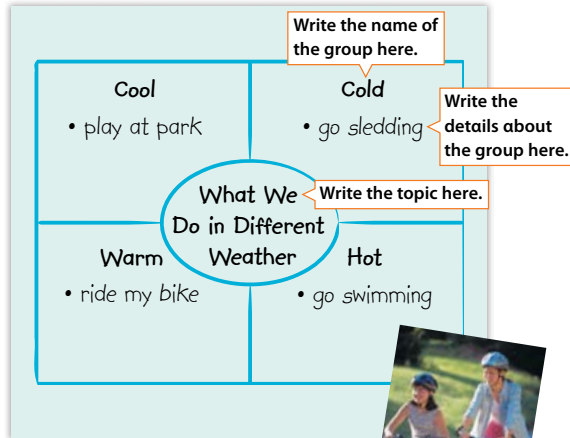 Write the name of
the group here.
Cool
• play at park
Cold
• go sledding
Write the
details about
the group here.
What We
Do in Different
Weather
Write the topic here.
Warm
• ride my bike
Hot
• go swimming